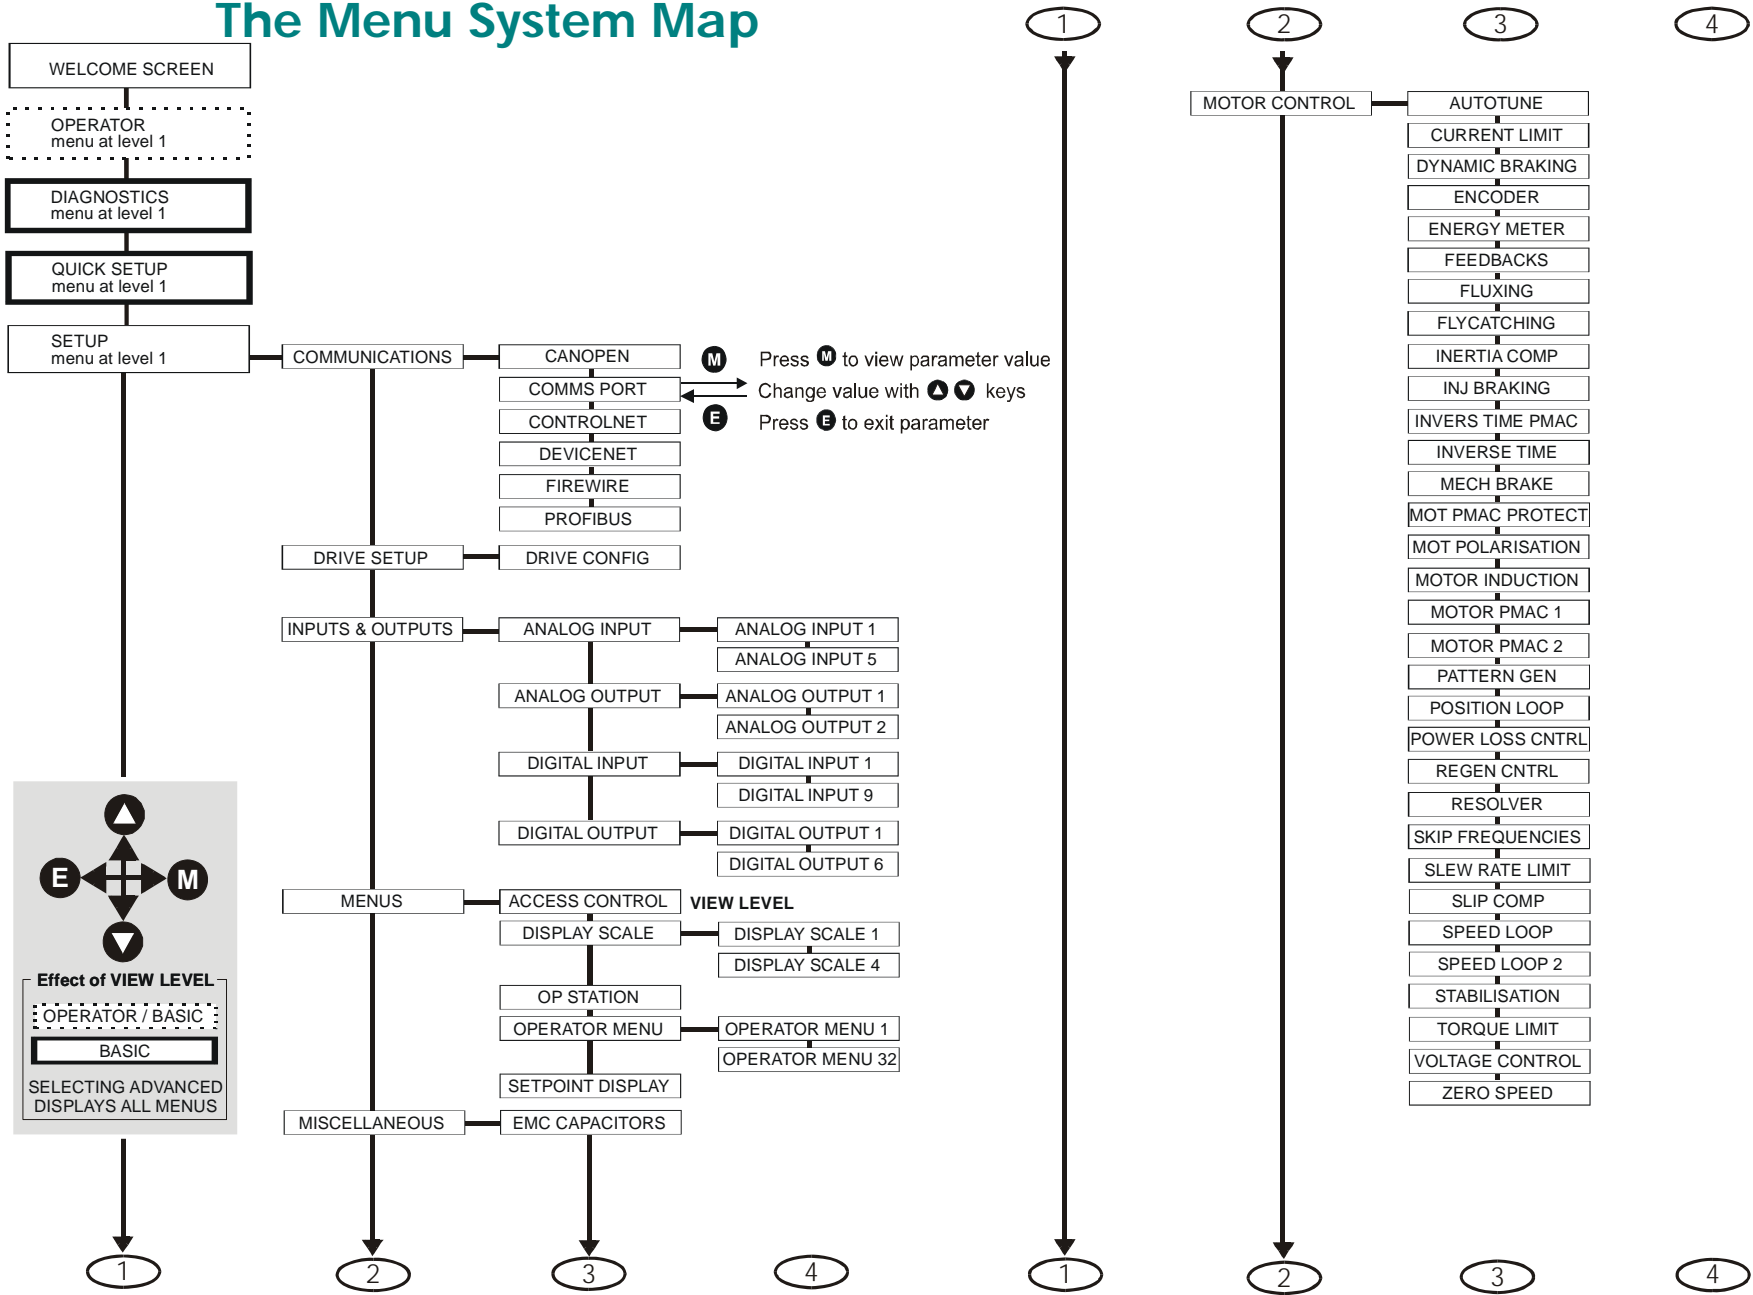 The Menu System Map
WELCOME SCREEN
OPERATOR
menu at level 1
DIAGNOSTICS
menu at level 1
QUICK SETUP
menu at level 1
SETUP
menu at level 1
COMMUNICATIONS
CANOPEN
COMMS PORT
CONTROLNET
DEVICENET
FIREWIRE
PROFIBUS
M Press M to view parameter value
Change value with keys
E Press E to exit parameter
DRIVE SETUP
DRIVE CONFIG
INPUTS & OUTPUTS
ANALOG INPUT
ANALOG INPUT 1
ANALOG INPUT 5
ANALOG OUTPUT
ANALOG OUTPUT 1
ANALOG OUTPUT 2
DIGITAL INPUT
DIGITAL INPUT 1
DIGITAL INPUT 9
DIGITAL OUTPUT
DIGITAL OUTPUT 1
DIGITAL OUTPUT 6
MENUS
ACCESS CONTROL
VIEW LEVEL
DISPLAY SCALE
DISPLAY SCALE 1
DISPLAY SCALE 4
OP STATION
OPERATOR MENU
OPERATOR MENU 1
OPERATOR MENU 32
SETPOINT DISPLAY
MISCELLANEOUS
EMC CAPACITORS
E M
Effect of VIEW LEVEL
OPERATOR / BASIC
BASIC
SELECTING ADVANCED
DISPLAYS ALL MENUS
1 2 3 4
1 2 3 4
MOTOR CONTROL
AUTOTUNE
CURRENT LIMIT
DYNAMIC BRAKING
ENCODER
ENERGY METER
FEEDBACKS
FLUXING
FLYCATCHING
INERTIA COMP
INJ BRAKING
INVERS TIME PMAC
INVERSE TIME
MECH BRAKE
MOT PMAC PROTECT
MOT POLARISATION
MOTOR INDUCTION
MOTOR PMAC 1
MOTOR PMAC 2
PATTERN GEN
POSITION LOOP
POWER LOSS CNTRL
REGEN CNTRL
RESOLVER
SKIP FREQUENCIES
SLEW RATE LIMIT
SLIP COMP
SPEED LOOP
SPEED LOOP 2
STABILISATION
TORQUE LIMIT
VOLTAGE CONTROL
ZERO SPEED
1 2 3 4